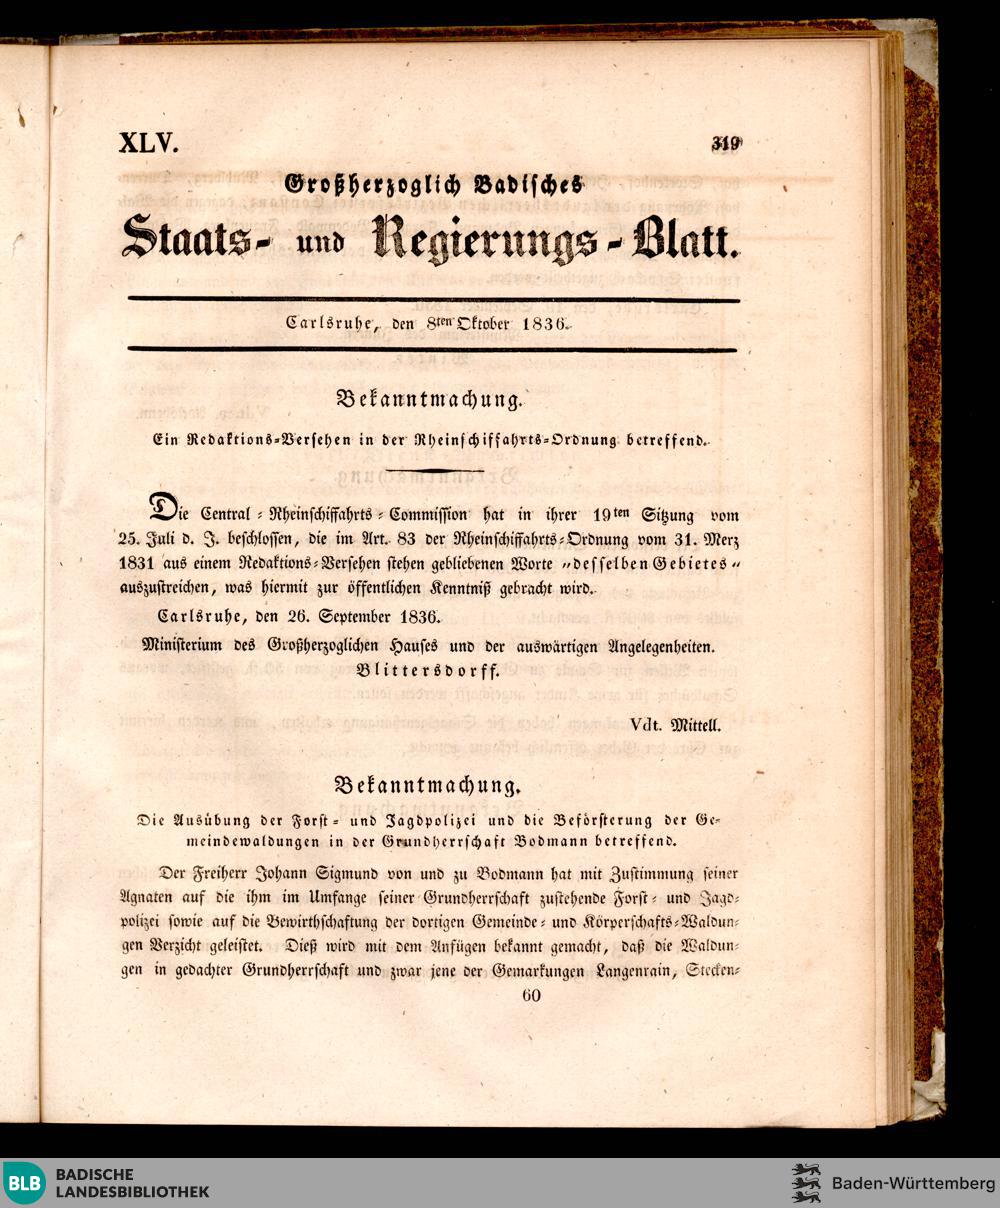 XLV.
319
Großherzoglich Badisches
Staats- und Regierungs-Blatt.
Carlsruhe, den 8ten Oktober 1836.
Bekanntmachung.
Ein Redaktions-Versehen in der Rheinschiffahrts-Ordnung betreffend.
Die Central-Rheinschiffahrts-Commission hat in ihrer 19ten Sitzung vom
25. Juli d. J. beschlossen, die im Art. 83 der Rheinschiffahrts-Ordnung vom 31. Merz
1831 aus einem Redaktions-Versehen stehen gebliebenen Worte „desselben Gebietes“
auszustreichen, was hiermit zur öffentlichen Kenntniß gebracht wird.
Carlsruhe, den 26. September 1836.
Ministerium des Großherzoglichen Hauses und der auswärtigen Angelegenheiten.
Blittersdorff.
Vdt. Mittell.
Bekanntmachung.
Die Ausübung der Forst- und Jagdpolizei und die Beförsterung der Ge-
meindewaldungen in der Grundherrschaft Bodmann betreffend.
Der Freiherr Johann Sigmund von und zu Bodmann hat mit Zustimmung seiner
Agnaten auf die ihm im Umfange seiner Grundherrschaft zustehende Forst- und Jagd-
polizei sowie auf die Bewirthschaftung der dortigen Gemeinde- und Körperschafts-Waldun-
gen Verzicht geleistet. Dieß wird mit dem Anfügen bekannt gemacht, daß die Waldun-
gen in gedachter Grundherrschaft und zwar jene der Gemarkungen Langenrain, Stecken-
60
BLB BADISCHE
LANDESBIBLIOTHEK
Baden-Württemberg